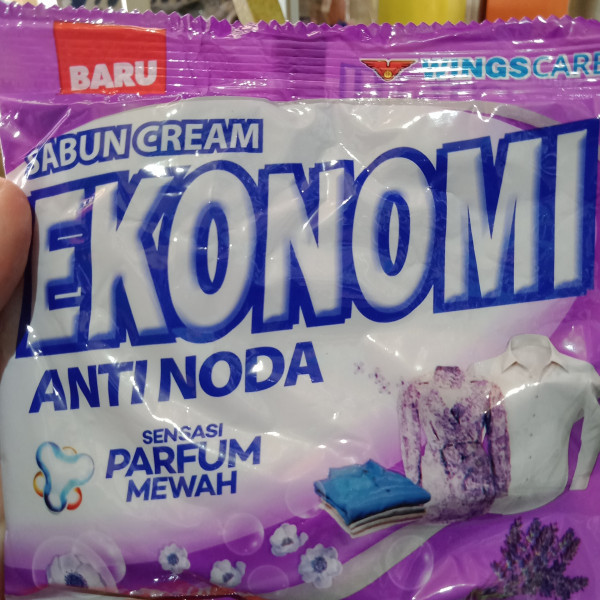 BARU
WINGSCARE
SABUN CREAM
EKONOMI
ANTI NODA
SENSASI
PARFUM
MEWAH